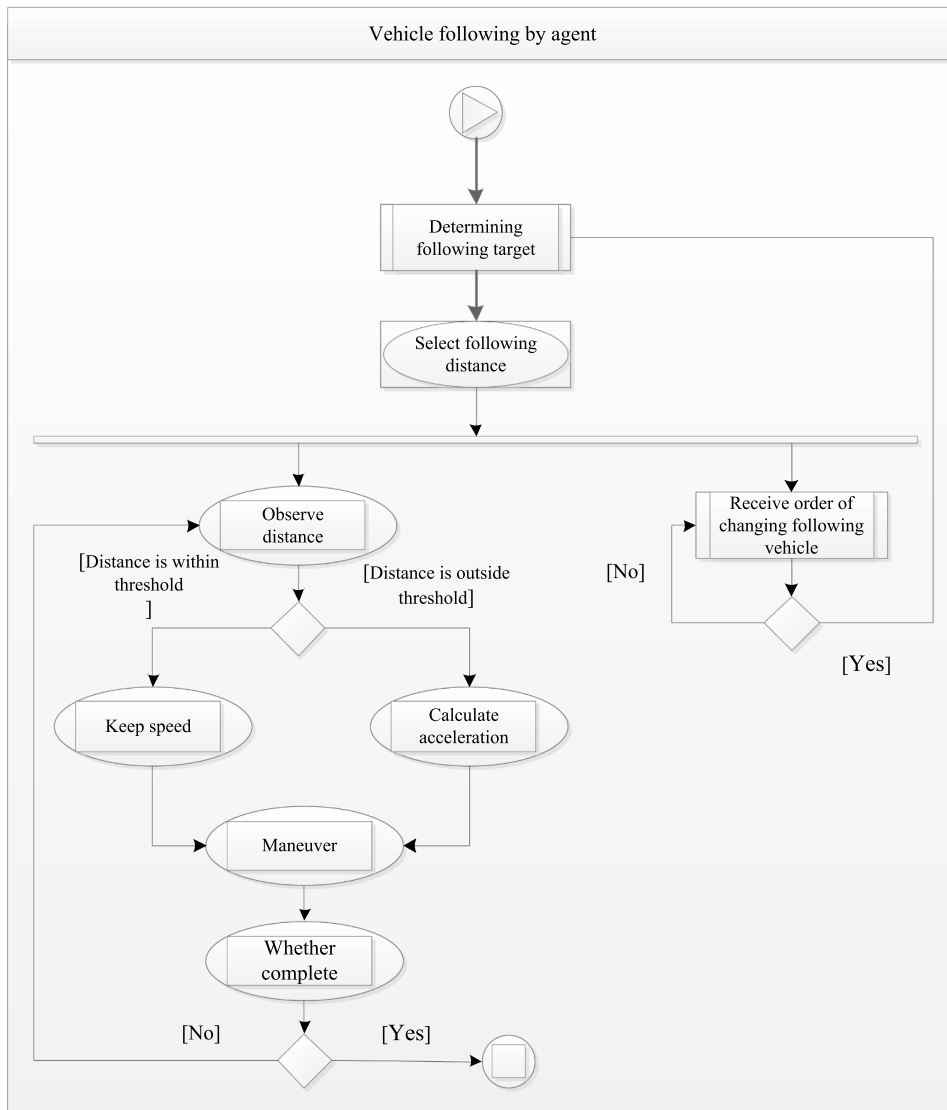 Vehicle following by agent
Determining
following target
Select following
distance
Observe
distance
Receive order of
changing following
vehicle
[Distance is within
threshold
]
[Distance is outside
threshold]
[No]
[Yes]
Keep speed
Calculate
acceleration
Maneuver
Whether
complete
[No]
[Yes]